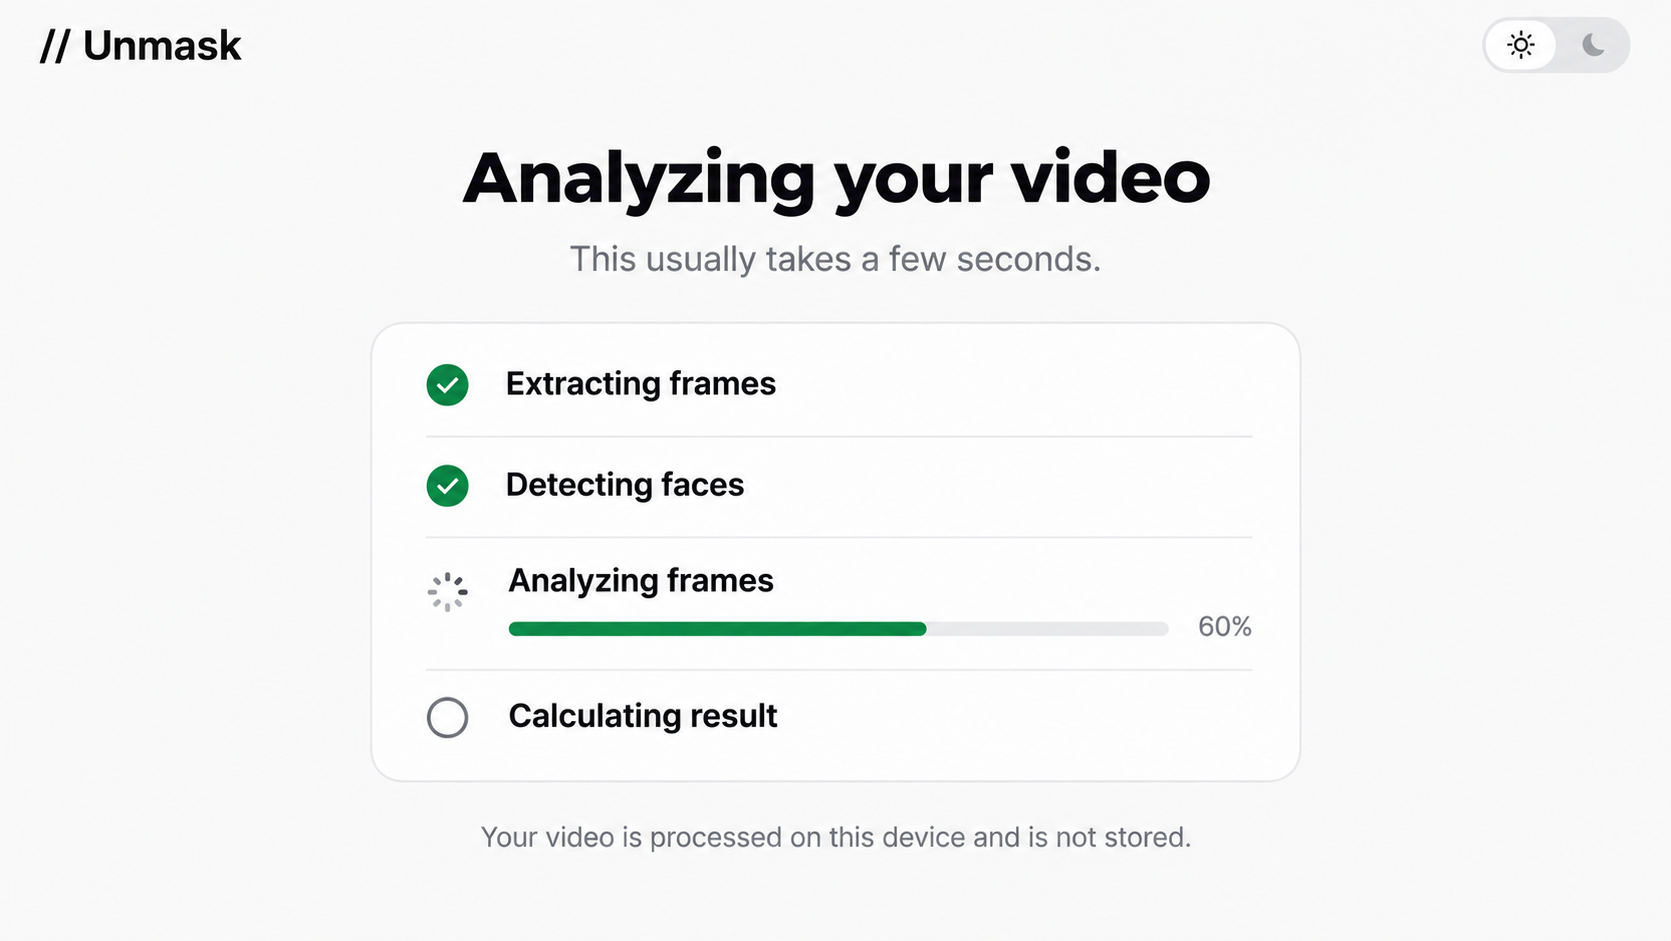 // Unmask
Analyzing your video
This usually takes a few seconds.
Extracting frames
Detecting faces
Analyzing frames
60%
Calculating result
Your video is processed on this device and is not stored.